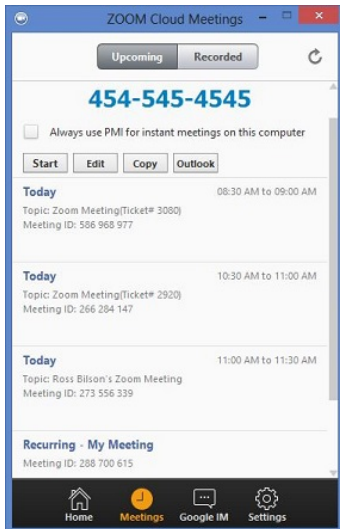 ZOOM Cloud Meetings
Upcoming Recorded
454-545-4545
Always use PMI for instant meetings on this computer
Start Edit Copy Outlook
Today 08:30 AM to 09:00 AM
Topic: Zoom Meeting(Ticket# 3080)
Meeting ID: 586 968 977
Today 10:30 AM to 11:00 AM
Topic: Zoom Meeting(Ticket# 2920)
Meeting ID: 266 284 147
Today 11:00 AM to 11:30 AM
Topic: Ross Bilson's Zoom Meeting
Meeting ID: 273 556 339
Recurring - My Meeting
Meeting ID: 288 700 615
Home Meetings Google IM Settings